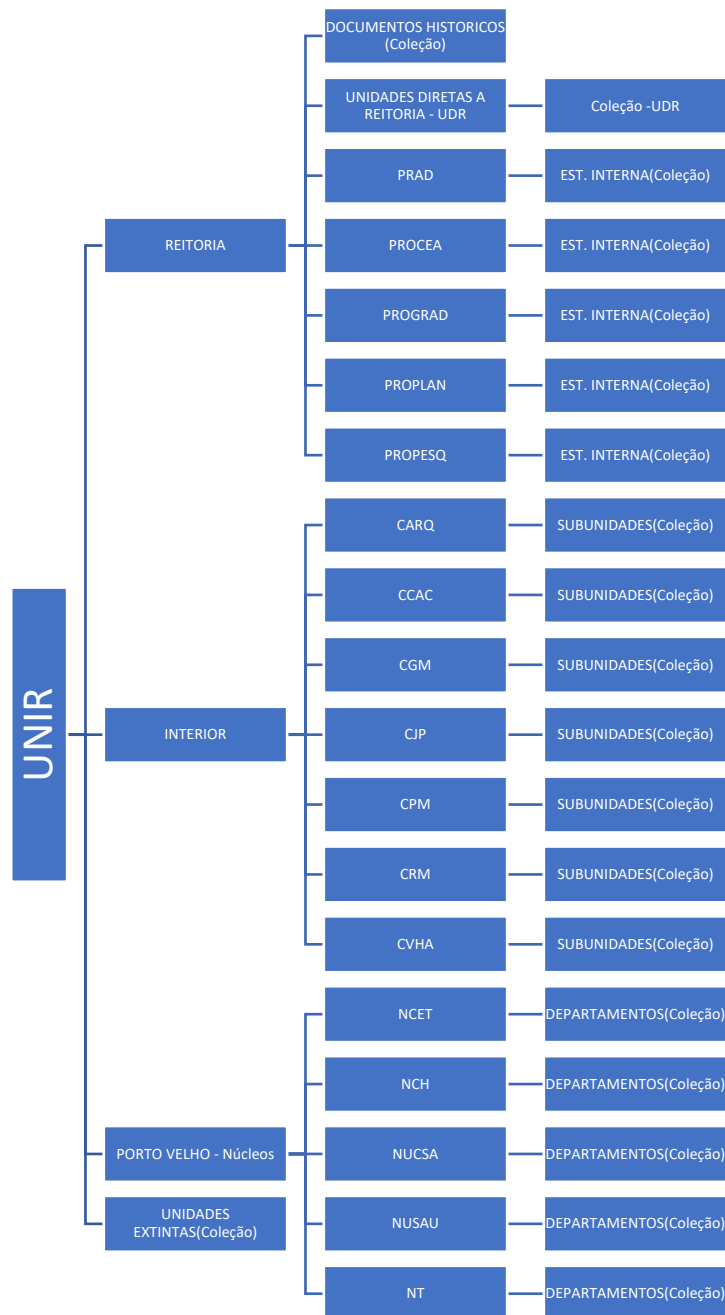 DOCUMENTOS HISTORICOS
(Coleção)
UNIDADES DIRETAS A
REITORIA - UDR
Coleção -UDR
PRAD
EST. INTERNA(Coleção)
REITORIA
PROCEA
EST. INTERNA(Coleção)
PROGRAD
EST. INTERNA(Coleção)
PROPLAN
EST. INTERNA(Coleção)
PROPESQ
EST. INTERNA(Coleção)
CARQ
SUBUNIDADES(Coleção)
CCAC
SUBUNIDADES(Coleção)
CGM
SUBUNIDADES(Coleção)
UNIR
INTERIOR
CJP
SUBUNIDADES(Coleção)
CPM
SUBUNIDADES(Coleção)
CRM
SUBUNIDADES(Coleção)
CVHA
SUBUNIDADES(Coleção)
NCET
DEPARTAMENTOS(Coleção)
NCH
DEPARTAMENTOS(Coleção)
PORTO VELHO - Núcleos
NUCSA
DEPARTAMENTOS(Coleção)
UNIDADES
EXTINTAS(Coleção)
NUSAU
DEPARTAMENTOS(Coleção)
NT
DEPARTAMENTOS(Coleção)